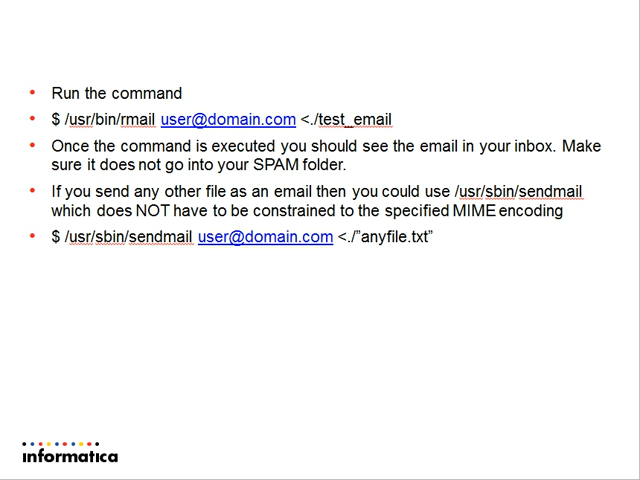 Run the command
$ /usr/bin/rmail user@domain.com <./test_email
Once the command is executed you should see the email in your inbox. Make
sure it does not go into your SPAM folder.
If you send any other file as an email then you could use /usr/sbin/sendmail
which does NOT have to be constrained to the specified MIME encoding
$ /usr/sbin/sendmail user@domain.com <./”anyfile.txt”
informatica